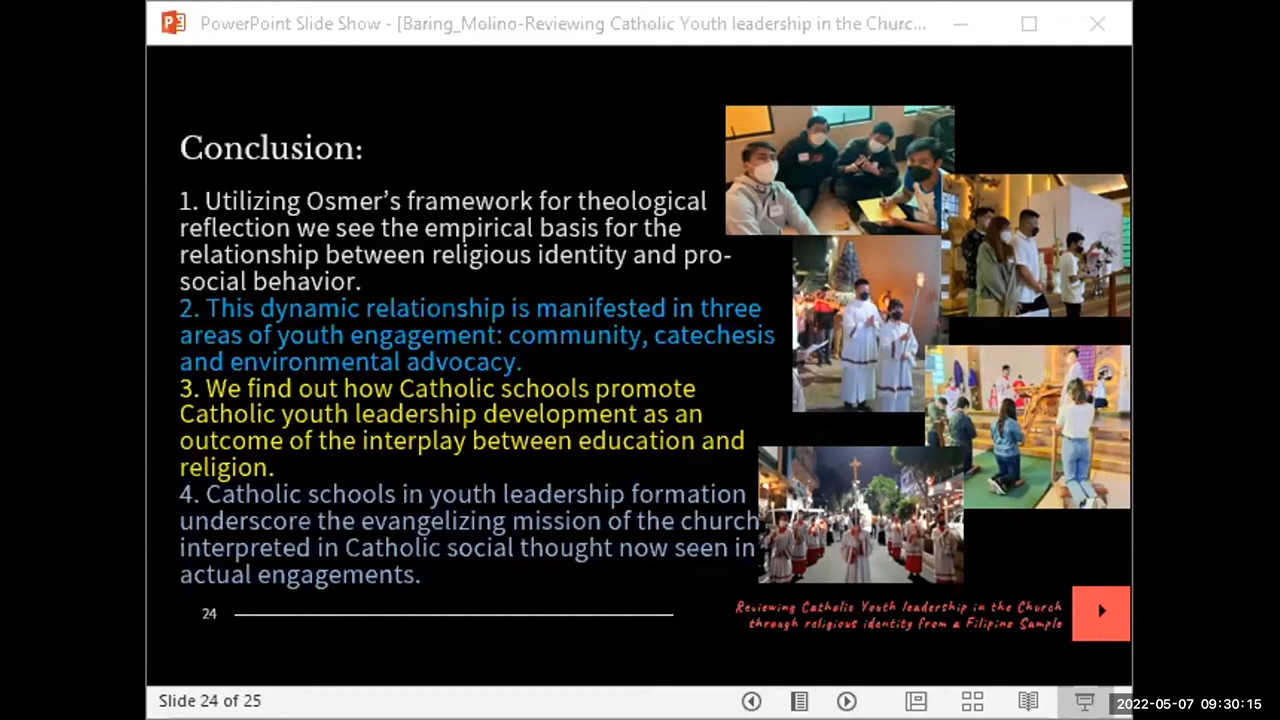 PowerPoint Slide Show - [Baring_Molino-Reviewing Catholic Youth leadership in the Churc...
Conclusion:
1. Utilizing Osmer's framework for theological
reflection we see the empirical basis for the
relationship between religious identity and pro-
social behavior.
2. This dynamic relationship is manifested in three
areas of youth engagement: community, catechesis
and environmental advocacy.
3. We find out how Catholic schools promote
Catholic youth leadership development as an
outcome of the interplay between education and
religion.
4. Catholic schools in youth leadership formation
underscore the evangelizing mission of the church
interpreted in Catholic social thought now seen in
actual engagements.
24
Reviewing Catholic Youth leadership in the Church
through religious identity from a Filipino Sample
Slide 24 of 25
2022-05-07 09:30:15